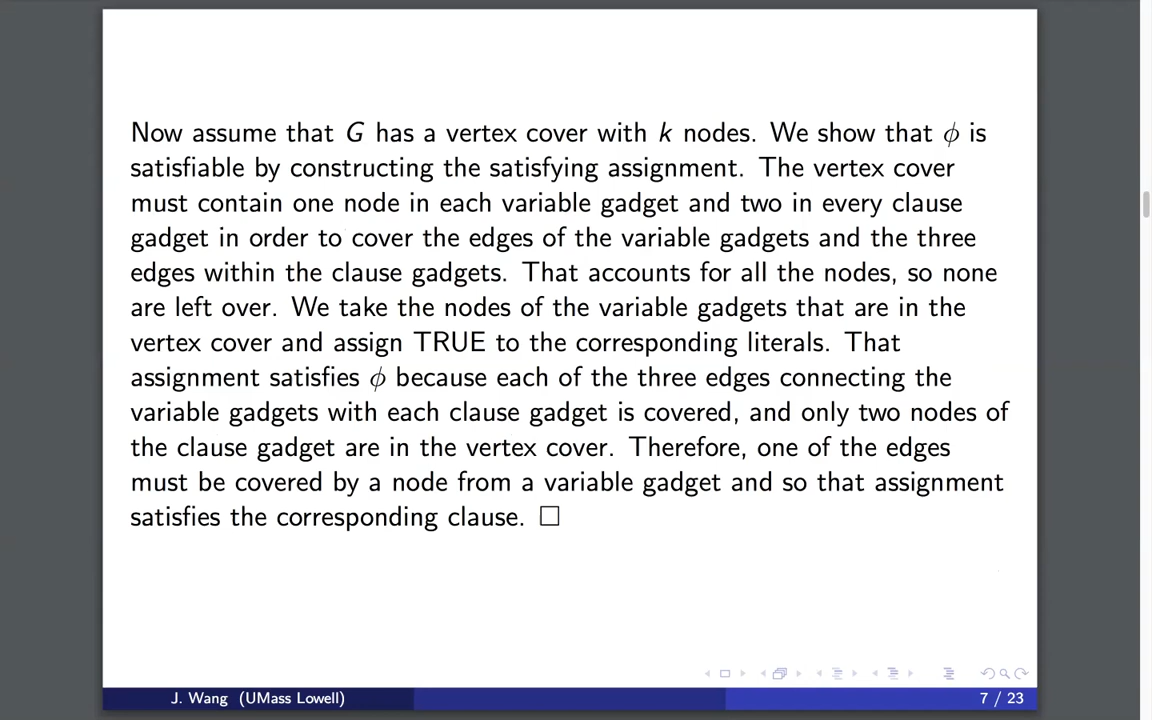 Now assume that G has a vertex cover with k nodes. We show that ϕ is
satisfiable by constructing the satisfying assignment. The vertex cover
must contain one node in each variable gadget and two in every clause
gadget in order to cover the edges of the variable gadgets and the three
edges within the clause gadgets. That accounts for all the nodes, so none
are left over. We take the nodes of the variable gadgets that are in the
vertex cover and assign TRUE to the corresponding literals. That
assignment satisfies ϕ because each of the three edges connecting the
variable gadgets with each clause gadget is covered, and only two nodes of
the clause gadget are in the vertex cover. Therefore, one of the edges
must be covered by a node from a variable gadget and so that assignment
satisfies the corresponding clause. □
J. Wang (UMass Lowell)
7 / 23